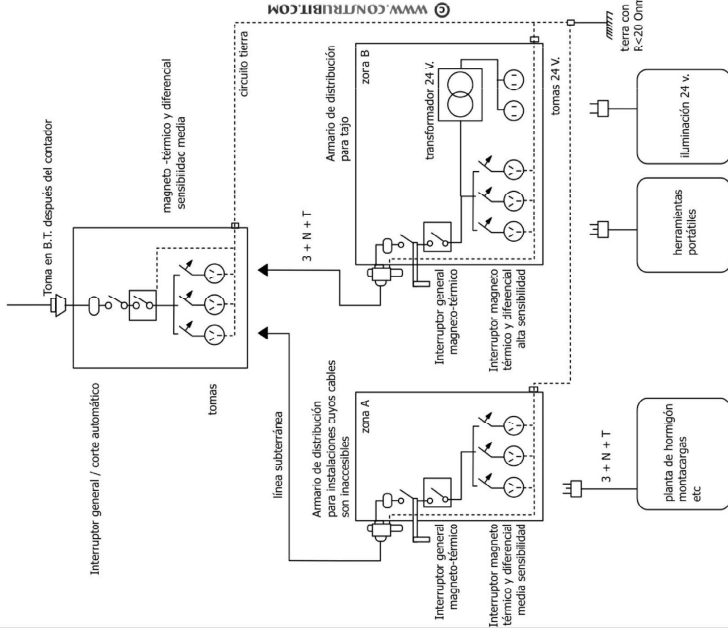 Toma en B.T. después del contador
magneto -térmico y diferencial
sensibilidac media
Interruptor general / corte automático
tomas
circuito tierra
© WWW.CONSTRUBIT.COM
línea subterránea
3 + N + T
Armario de distribución
para instalaciones cuyos cables
son inaccesibles
zona A
Interruptor general
magneto-térmico
Interruptor magneto
térmico y diferencial
media sensibilidad
Armario de distribución
para tajo
zona B
transformador 24 V.
Interruptor general
magneto-térmico
Interruptor magneto
térmico y diferencial
alta sensibilidad
tomas 24 V.
tierra con
R<20 Onm
3 + N + T
planta de hormigón
montacargas
etc
herramientas
portátiles
iluminación 24 v.